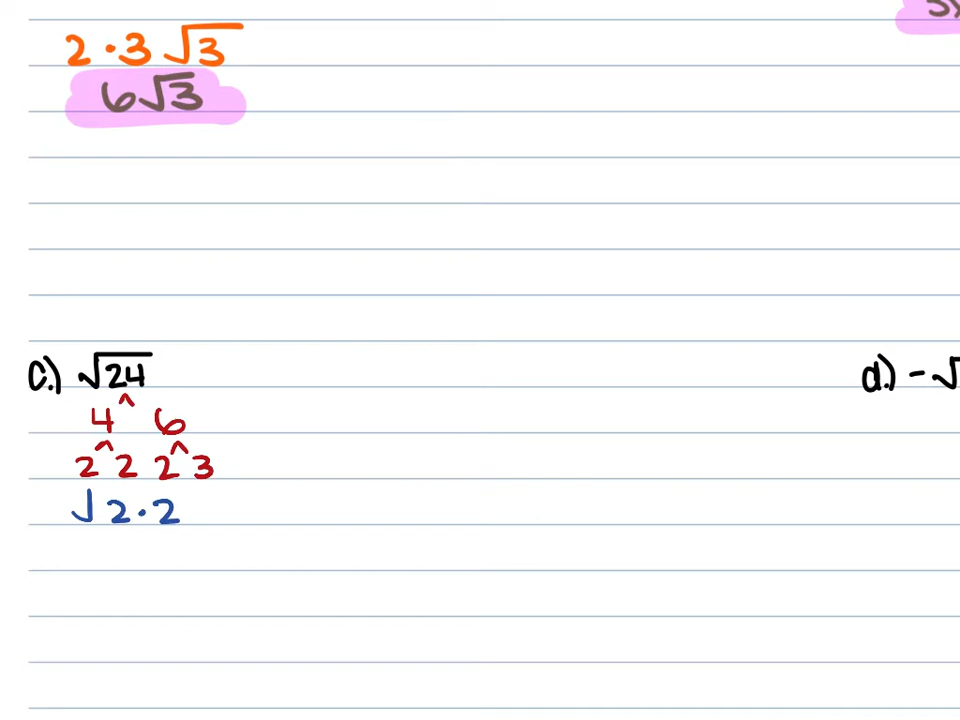 2 · 3 √3
6√3
c.) √24
4 ^ 6
2 ^ 2 2 ^ 3
√ 2 · 2
d.) - √